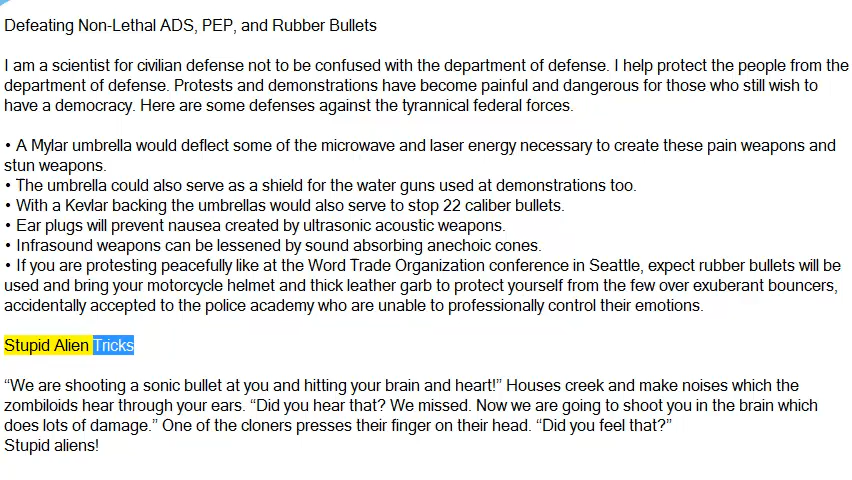 Defeating Non-Lethal ADS, PEP, and Rubber Bullets
I am a scientist for civilian defense not to be confused with the department of defense. I help protect the people from the
department of defense. Protests and demonstrations have become painful and dangerous for those who still wish to
have a democracy. Here are some defenses against the tyrannical federal forces.
• A Mylar umbrella would deflect some of the microwave and laser energy necessary to create these pain weapons and
stun weapons.
• The umbrella could also serve as a shield for the water guns used at demonstrations too.
• With a Kevlar backing the umbrellas would also serve to stop 22 caliber bullets.
• Ear plugs will prevent nausea created by ultrasonic acoustic weapons.
• Infrasound weapons can be lessened by sound absorbing anechoic cones.
• If you are protesting peacefully like at the Word Trade Organization conference in Seattle, expect rubber bullets will be
used and bring your motorcycle helmet and thick leather garb to protect yourself from the few over exuberant bouncers,
accidentally accepted to the police academy who are unable to professionally control their emotions.
Stupid Alien Tricks
“We are shooting a sonic bullet at you and hitting your brain and heart!” Houses creek and make noises which the
zombiloids hear through your ears. “Did you hear that? We missed. Now we are going to shoot you in the brain which
does lots of damage.” One of the cloners presses their finger on their head. “Did you feel that?”
Stupid aliens!